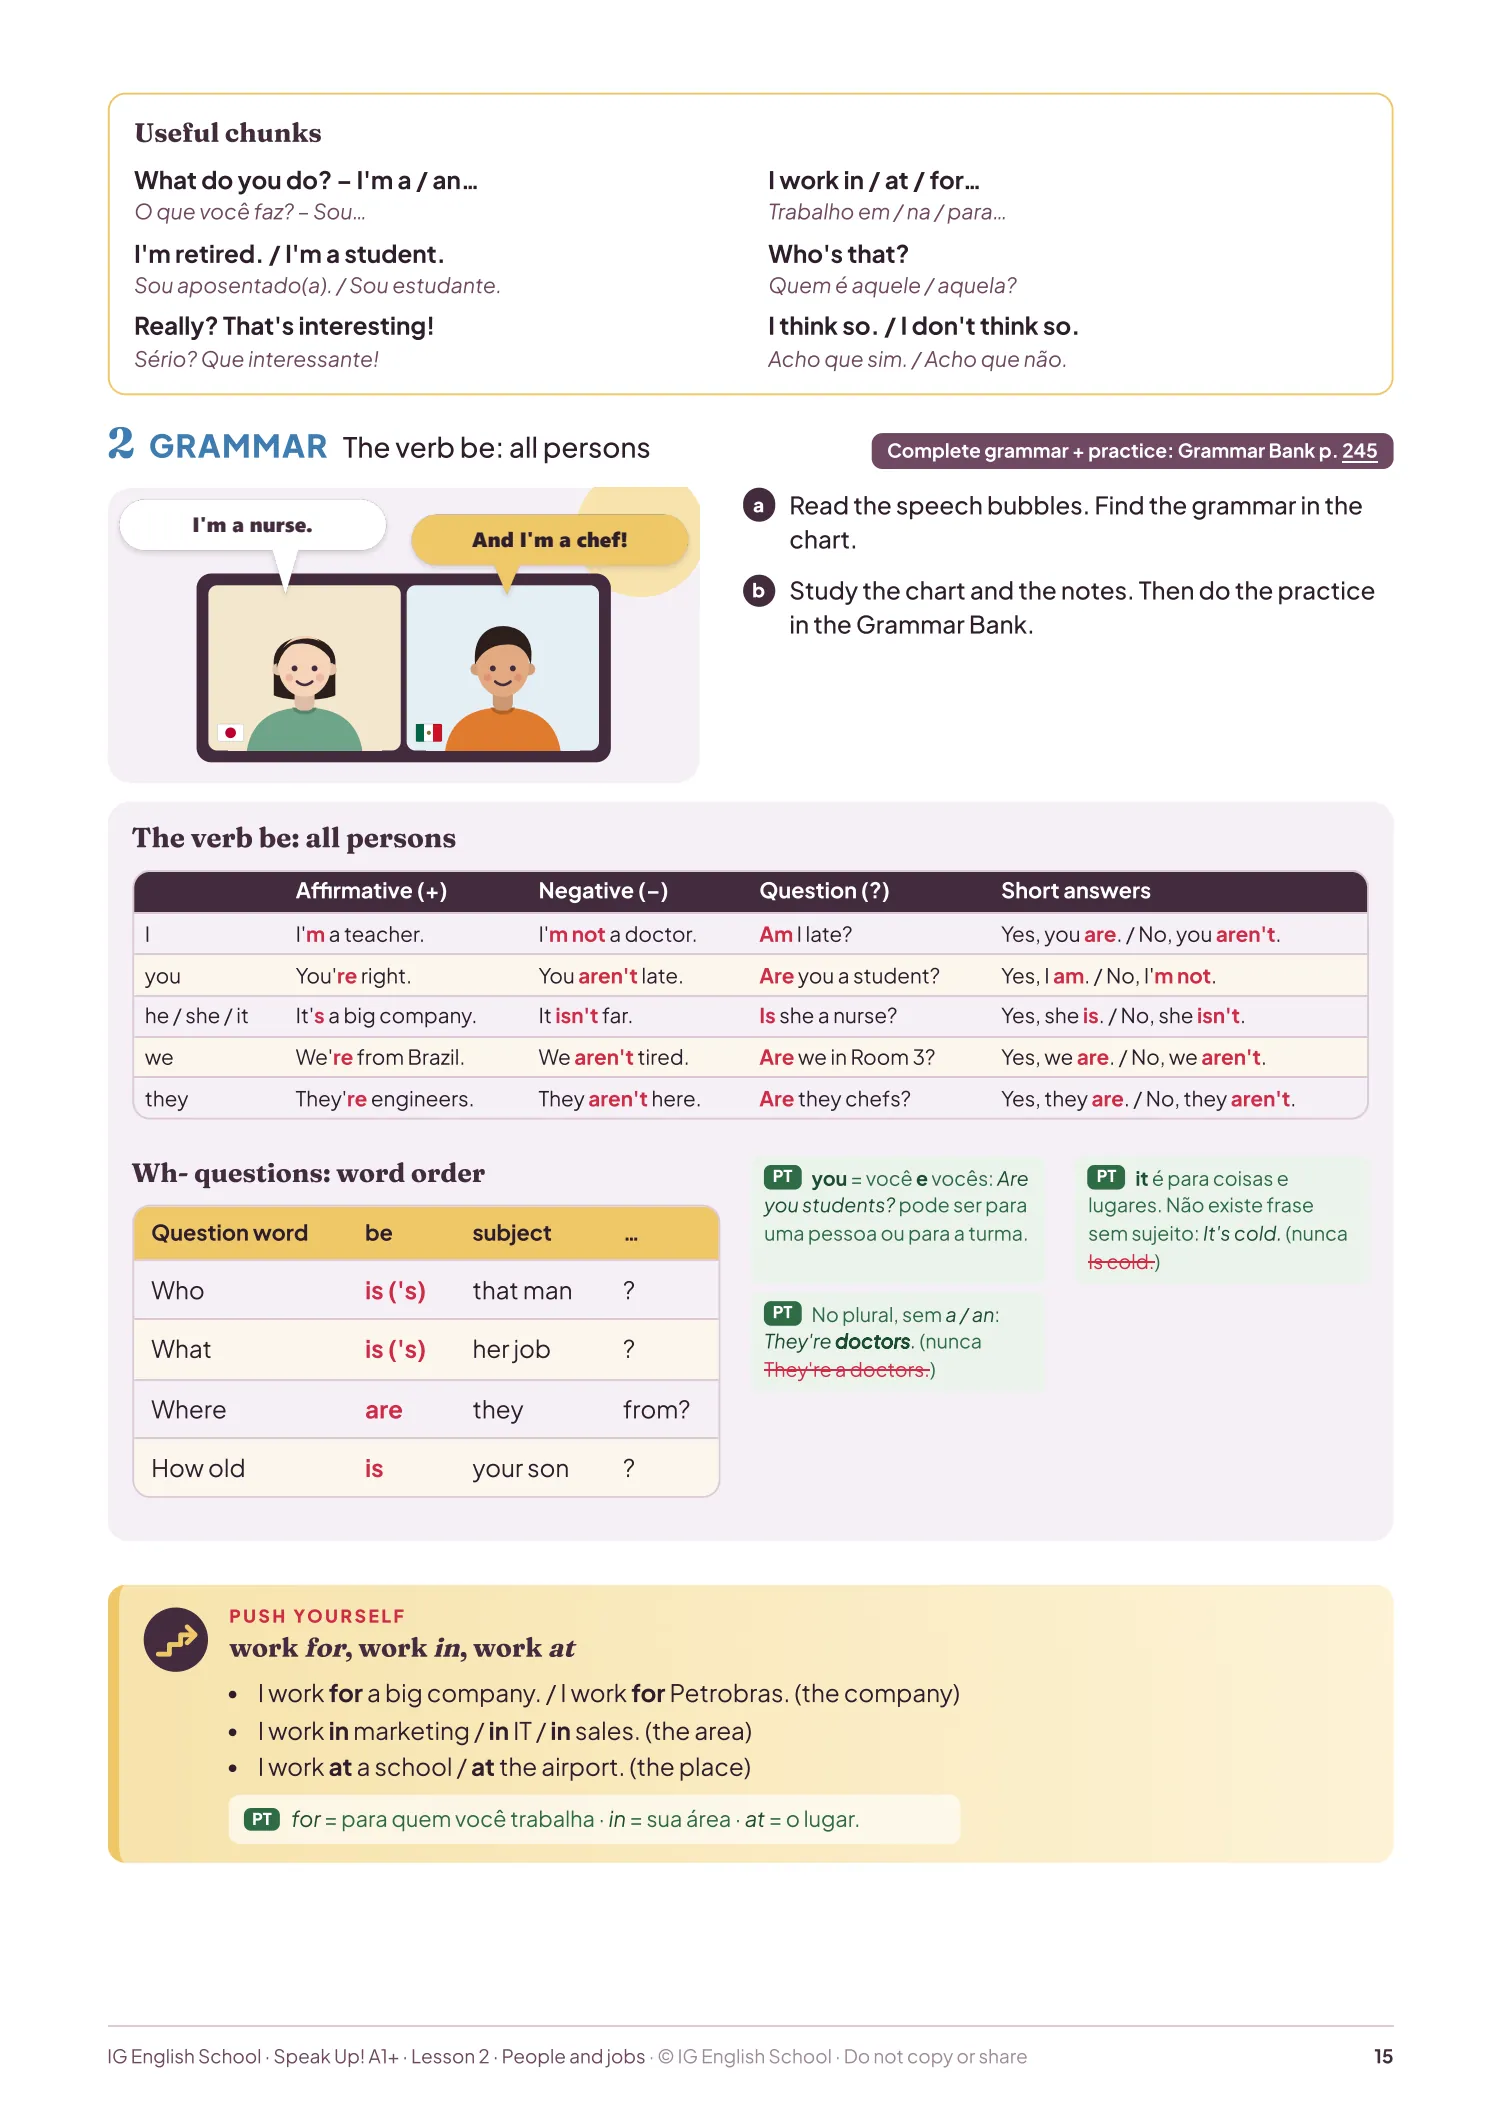 Useful chunks
What do you do? – I'm a / an…
O que você faz? – Sou…
I'm retired. / I'm a student.
Sou aposentado(a). / Sou estudante.
Really? That's interesting!
Sério? Que interessante!
I work in / at / for…
Trabalho em / na / para…
Who's that?
Quem é aquele / aquela?
I think so. / I don't think so.
Acho que sim. / Acho que não.
2 GRAMMAR The verb be: all persons
Complete grammar + practice: Grammar Bank p. 245
I'm a nurse.
And I'm a chef!
a Read the speech bubbles. Find the grammar in the
chart.
b Study the chart and the notes. Then do the practice
in the Grammar Bank.
The verb be: all persons
Affirmative (+) Negative (–) Question (?) Short answers
I I'm a teacher. I'm not a doctor. Am I late? Yes, you are. / No, you aren't.
you You're right. You aren't late. Are you a student? Yes, I am. / No, I'm not.
he / she / it It's a big company. It isn't far. Is she a nurse? Yes, she is. / No, she isn't.
we We're from Brazil. We aren't tired. Are we in Room 3? Yes, we are. / No, we aren't.
they They're engineers. They aren't here. Are they chefs? Yes, they are. / No, they aren't.
Wh- questions: word order
Question word be subject …
Who is ('s) that man ?
What is ('s) her job ?
Where are they from?
How old is your son ?
PT you = você e vocês: Are
you students? pode ser para
uma pessoa ou para a turma.
PT it é para coisas e
lugares. Não existe frase
sem sujeito: It's cold. (nunca
Is cold.)
PT No plural, sem a / an:
They're doctors. (nunca
They're a doctors.)
PUSH YOURSELF
work for, work in, work at
• I work for a big company. / I work for Petrobras. (the company)
• I work in marketing / in IT / in sales. (the area)
• I work at a school / at the airport. (the place)
PT for = para quem você trabalha · in = sua área · at = o lugar.
IG English School · Speak Up! A1+ · Lesson 2 · People and jobs · © IG English School · Do not copy or share 15